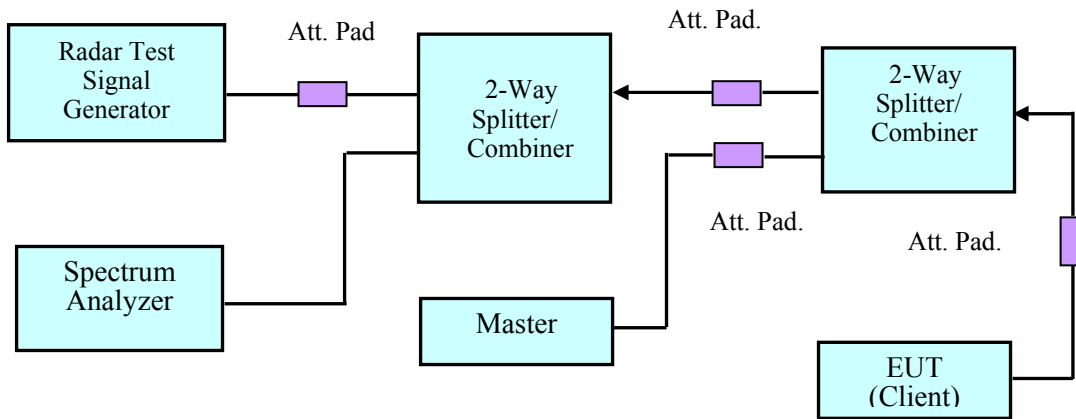 Radar Test
Signal
Generator
Att. Pad
2-Way
Splitter/
Combiner
Att. Pad.
2-Way
Splitter/
Combiner
Att. Pad.
Att. Pad.
Spectrum
Analyzer
Master
EUT
(Client)